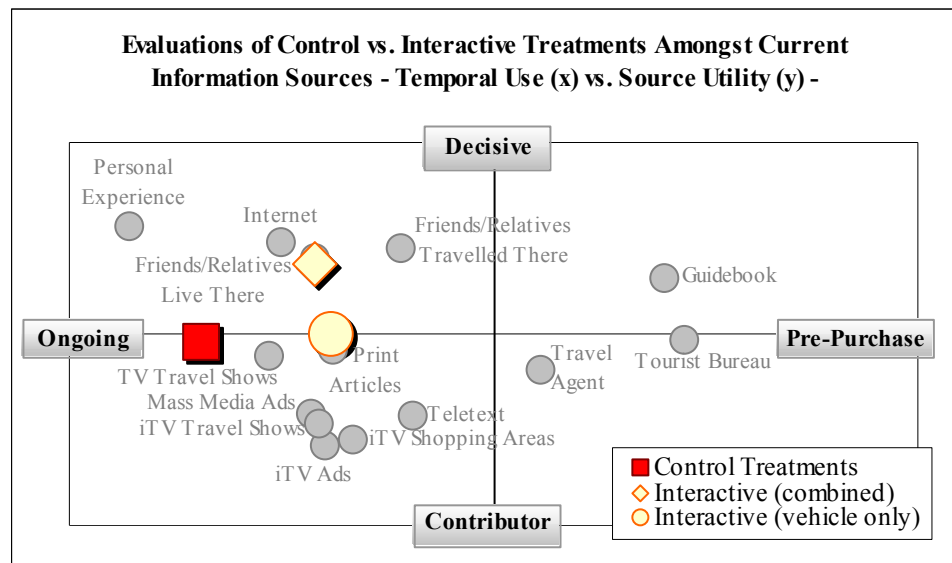 Evaluations of Control vs. Interactive Treatments Amongst Current
Information Sources - Temporal Use (x) vs. Source Utility (y) -
Decisive
Personal
Experience
Internet
Friends/Relatives
Travelled There
Friends/Relatives
Live There
Guidebook
Ongoing
Pre-Purchase
Print
Articles
Travel
Agent
Tourist Bureau
TV Travel Shows
Mass Media Ads
iTV Travel Shows
Teletext
iTV Shopping Areas
iTV Ads
Contributor
Control Treatments
Interactive (combined)
Interactive (vehicle only)